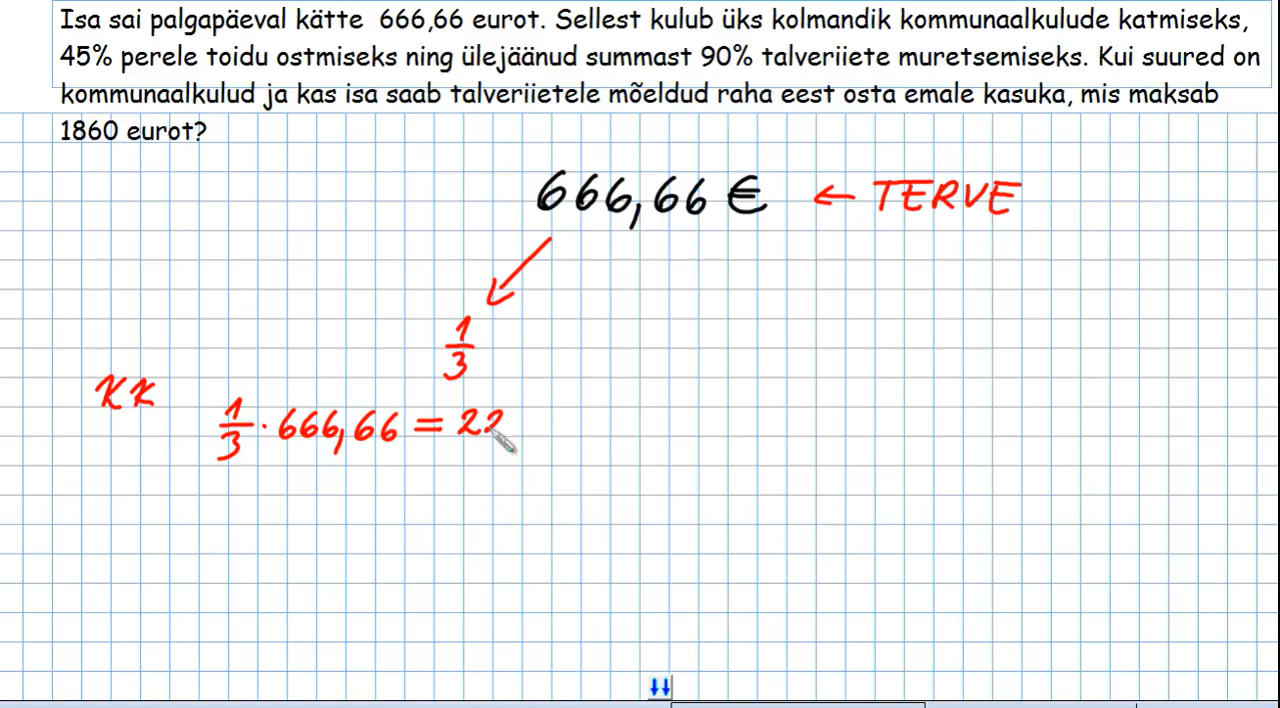 Isa sai palgapäeval kätte 666,66 eurot. Sellest kulub üks kolmandik kommunaalkulude katmiseks,
45% perele toidu ostmiseks ning ülejäänud summast 90% talveriiete muretsemiseks. Kui suured on
kommunaalkulud ja kas isa saab talveriietele mõeldud raha eest osta emale kasuka, mis maksab
1860 eurot?
666,66 € ← TERVE
1/3
KK
1/3 · 666,66 = 22